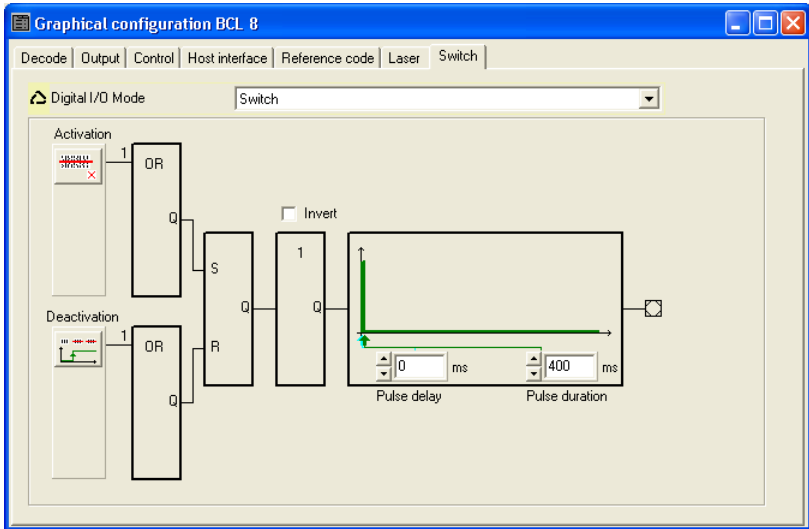 Graphical configuration BCL 8
Decode Output Control Host interface Reference code Laser Switch
Digital I/O Mode Switch
Activation
1 OR
Q
Invert
1
S
Q Q
Deactivation
1 OR R
Q
0 ms 400 ms
Pulse delay Pulse duration